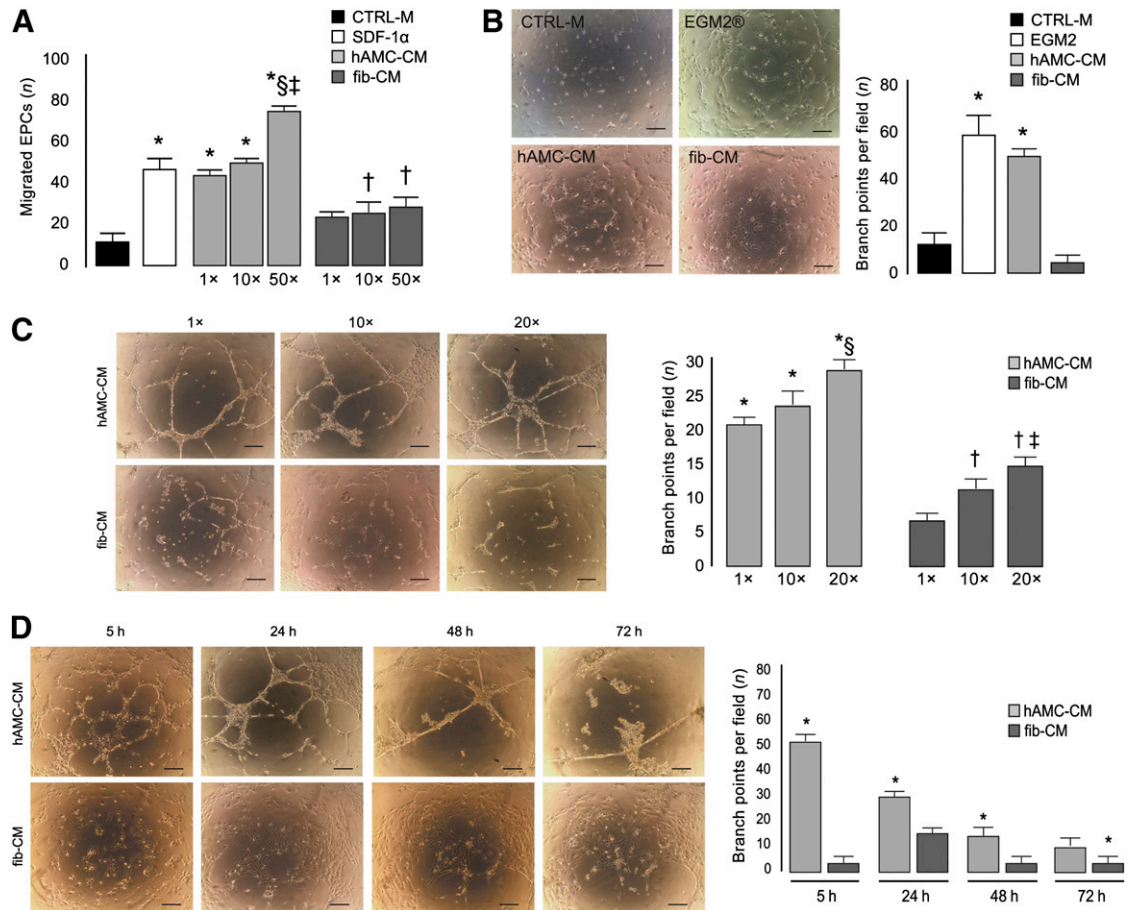 A
CTRL-M
SDF-1α
hAMC-CM
fib-CM
Migrated EPCs (n)
100
80
60
40
20
0
*
*
*
*§‡
†
†
1×
10×
50×
1×
10×
50×
B
CTRL-M
EGM2®
hAMC-CM
fib-CM
CTRL-M
EGM2
hAMC-CM
fib-CM
Branch points per field (n)
80
60
40
20
0
*
*
C
1×
10×
20×
hAMC-CM
fib-CM
Branch points per field (n)
30
25
20
15
10
5
0
*
*
*§
†
† ‡
hAMC-CM
fib-CM
1×
10×
20×
1×
10×
20×
D
5 h
24 h
48 h
72 h
hAMC-CM
fib-CM
Branch points per field (n)
80
70
60
50
40
30
20
10
0
*
*
*
*
hAMC-CM
fib-CM
5 h
24 h
48 h
72 h